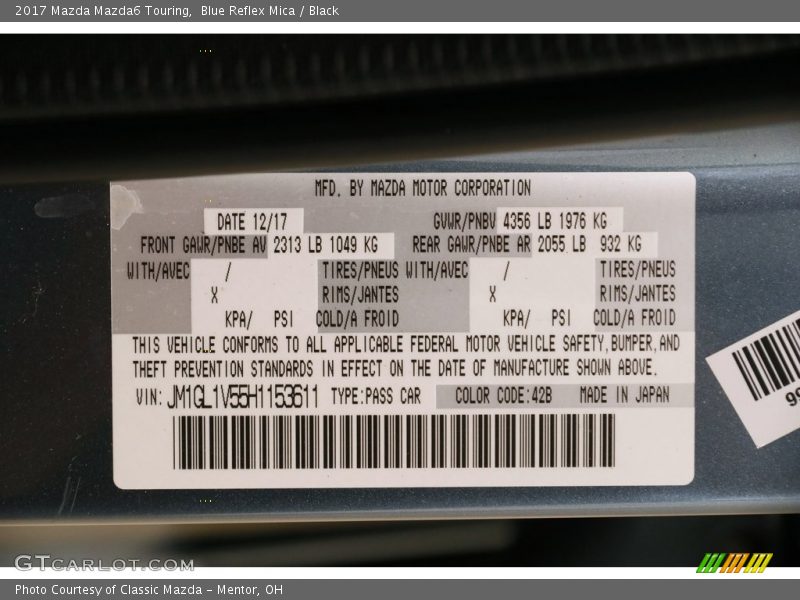 2017 Mazda Mazda6 Touring,  Blue Reflex Mica / Black
MFD. BY MAZDA MOTOR CORPORATION
DATE 12/17 GVWR/PNBV 4356 LB 1976 KG
FRONT GAWR/PNBE AV 2313 LB 1049 KG REAR GAWR/PNBE AR 2055 LB 932 KG
WITH/AVEC / TIRES/PNEUS WITH/AVEC / TIRES/PNEUS
X RIMS/JANTES X RIMS/JANTES
KPA/ PSI COLD/A FROID KPA/ PSI COLD/A FROID
THIS VEHICLE CONFORMS TO ALL APPLICABLE FEDERAL MOTOR VEHICLE SAFETY,BUMPER,AND
THEFT PREVENTION STANDARDS IN EFFECT ON THE DATE OF MANUFACTURE SHOWN ABOVE.
VIN: JM1GL1V55H1153611 TYPE:PASS CAR COLOR CODE:42B MADE IN JAPAN
GTCARLOT.COM
Photo Courtesy of Classic Mazda - Mentor, OH